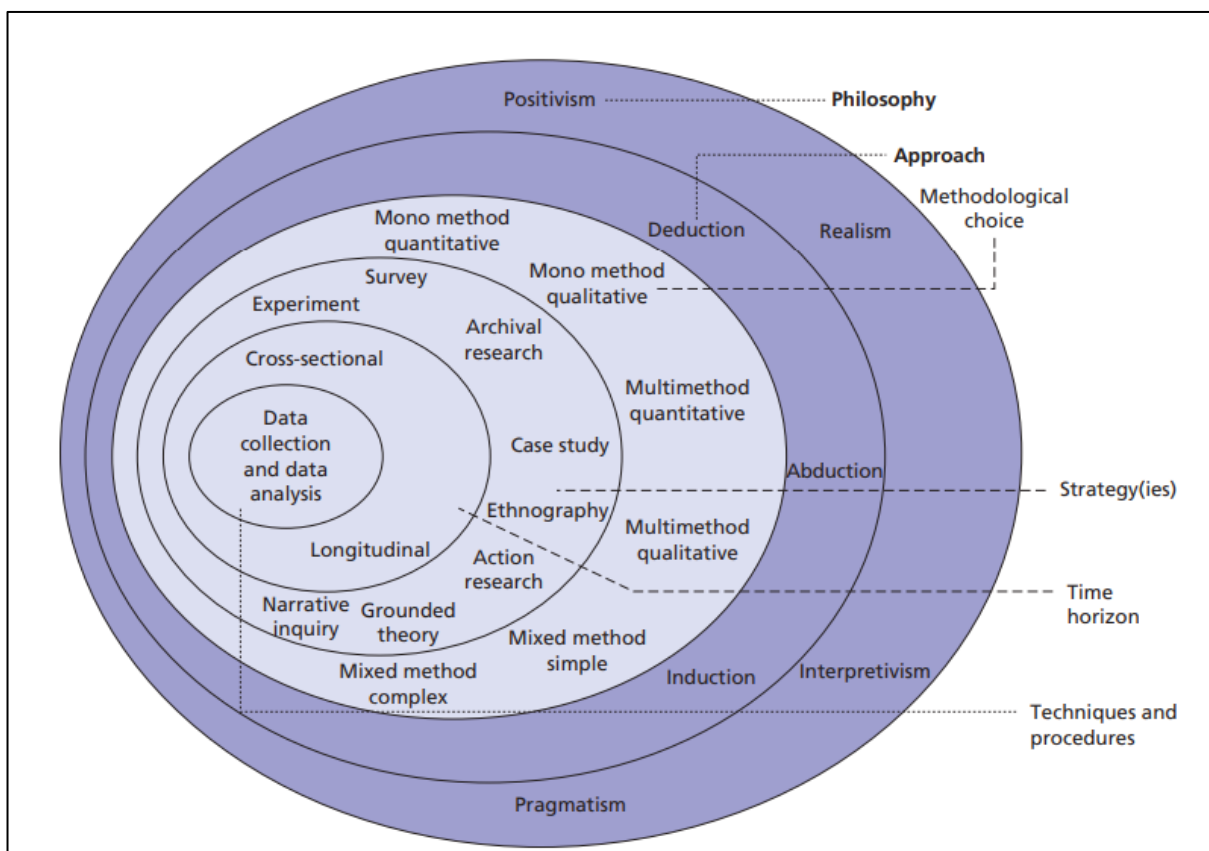 Positivism
Philosophy
Approach
Methodological
choice
Mono method
quantitative
Deduction
Realism
Survey
Mono method
qualitative
Experiment
Archival
research
Cross-sectional
Multimethod
quantitative
Data
collection
and data
analysis
Case study
Abduction
Strategy(ies)
Ethnography
Multimethod
qualitative
Longitudinal
Action
research
Time
horizon
Narrative
inquiry
Grounded
theory
Mixed method
simple
Mixed method
complex
Induction
Interpretivism
Techniques and
procedures
Pragmatism